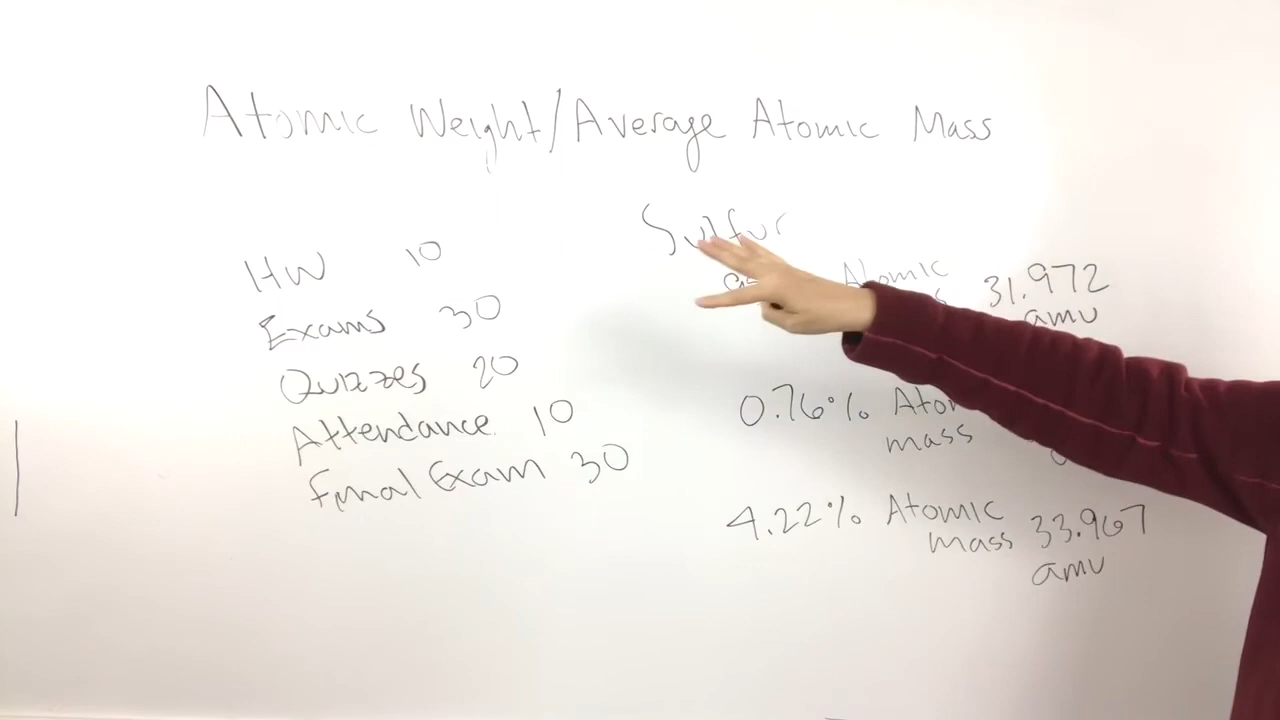 Atomic Weight/Average Atomic Mass
HW 10
Exams 30
Quizzes 20
Attendance 10
Final Exam 30
Sulfur
Atomic
31.972
amu
0.76% 
mass
4.22% Atomic
mass 33.967
amu